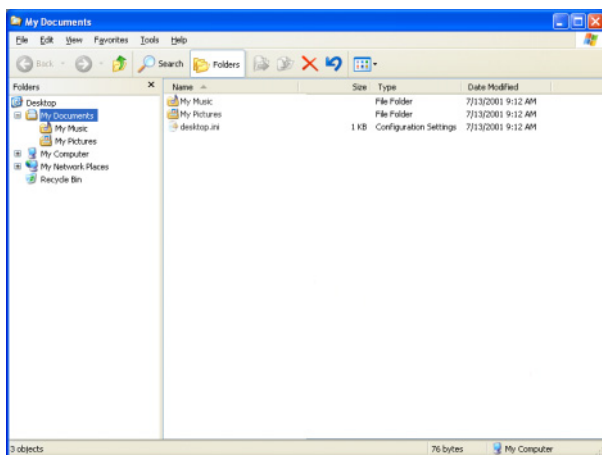 My Documents
File Edit View Favorites Tools Help
Back Search Folders
Folders × Name Size Type Date Modified
Desktop
My Documents
My Music
My Pictures
My Computer
My Network Places
Recycle Bin
My Music File Folder 7/13/2001 9:12 AM
My Pictures File Folder 7/13/2001 9:12 AM
desktop.ini 1 KB Configuration Settings 7/13/2001 9:12 AM
3 objects 76 bytes My Computer